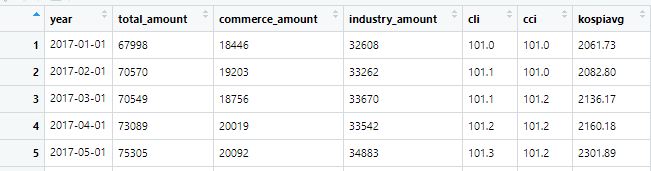 year total_amount commerce_amount industry_amount cli cci kospiavg
1 2017-01-01 67998 18446 32608 101.0 101.0 2061.73
2 2017-02-01 70570 19203 33262 101.1 101.0 2082.80
3 2017-03-01 70549 18756 33670 101.1 101.2 2136.17
4 2017-04-01 73089 20019 33542 101.2 101.2 2160.18
5 2017-05-01 75305 20092 34883 101.3 101.2 2301.89